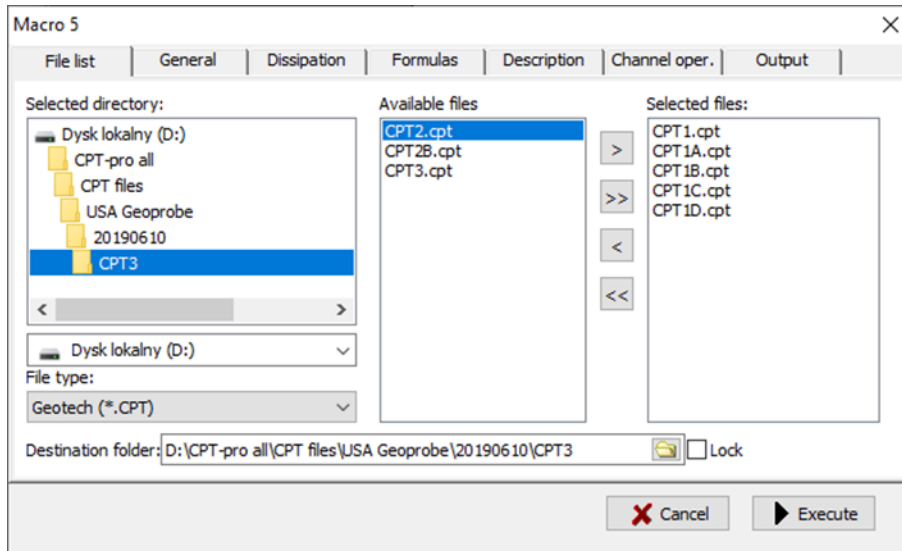 Macro 5
File list
General
Dissipation
Formulas
Description
Channel oper.
Output
Selected directory:
Dysk lokalny (D:)
CPT-pro all
CPT files
USA Geoprobe
20190610
CPT3
Dysk lokalny (D:)
File type:
Geotech (*.CPT)
Available files
CPT2.cpt
CPT2B.cpt
CPT3.cpt
>
>>
<
<<
Selected files:
CPT1.cpt
CPT1A.cpt
CPT1B.cpt
CPT1C.cpt
CPT1D.cpt
Destination folder: D:\CPT-pro all\CPT files\USA Geoprobe\20190610\CPT3
Lock
Cancel
Execute